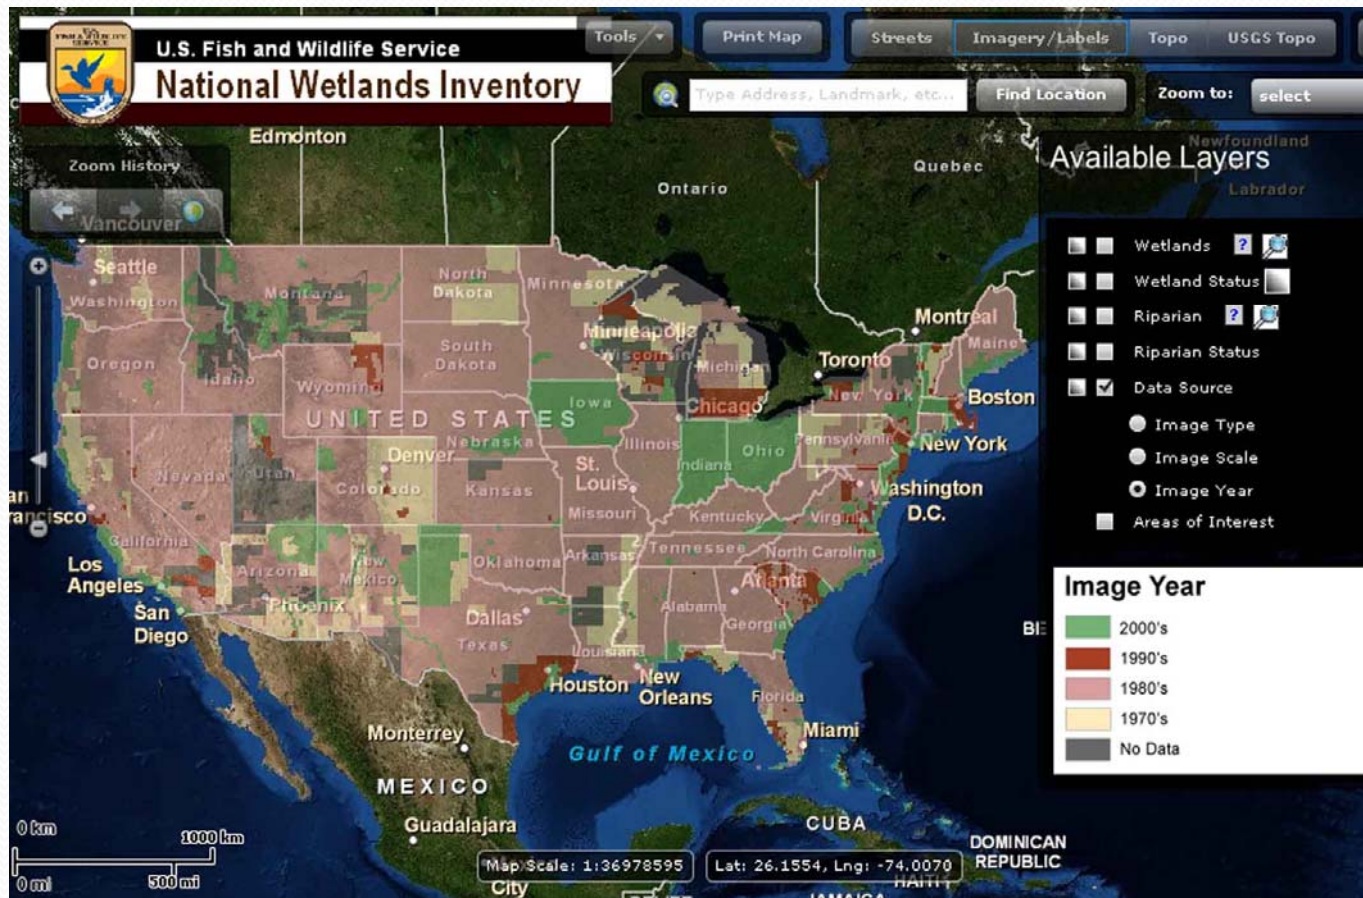 U.S. Fish and Wildlife Service
National Wetlands Inventory
Tools
Print Map
Streets
Imagery/Labels
Topo
USGS Topo
Type Address, Landmark, etc...
Find Location
Zoom to:
select
Zoom History
Available Layers
Wetlands
?
Wetland Status
Riparian
?
Riparian Status
Data Source
Image Type
Image Scale
Image Year
Areas of Interest
Image Year
2000's
1990's
1980's
1970's
No Data
Edmonton
Vancouver
Ontario
Quebec
Newfoundland
Labrador
Seattle
Washington
Montana
North
Dakota
Minnesota
Montreal
Maine
Oregon
Idaho
Wyoming
South
Dakota
Minneapolis
Wisconsin
Michigan
Toronto
New York
Boston
UNITED STATES
Iowa
Chicago
Nebraska
Illinois
Indiana
Ohio
Pennsylvania
New York
Nevada
Utah
Denver
Colorado
Kansas
St.
Louis
Missouri
Kentucky
Virginia
Washington
D.C.
an
rancisco
California
Los
Angeles
San
Diego
Arizona
Phoenix
New
Mexico
Oklahoma
Arkansas
Tennessee
North Carolina
Atlanta
Dallas
Texas
Alabama
Georgia
Louisiana
Houston
New
Orleans
Florida
Miami
Monterrey
Gulf of Mexico
MEXICO
Guadalajara
Mexico
City
CUBA
DOMINICAN
REPUBLIC
HAITI
JAMAICA
0 km
1000 km
0 mi
500 mi
Map Scale: 1:36978595
Lat: 26.1554, Lng: -74.0070